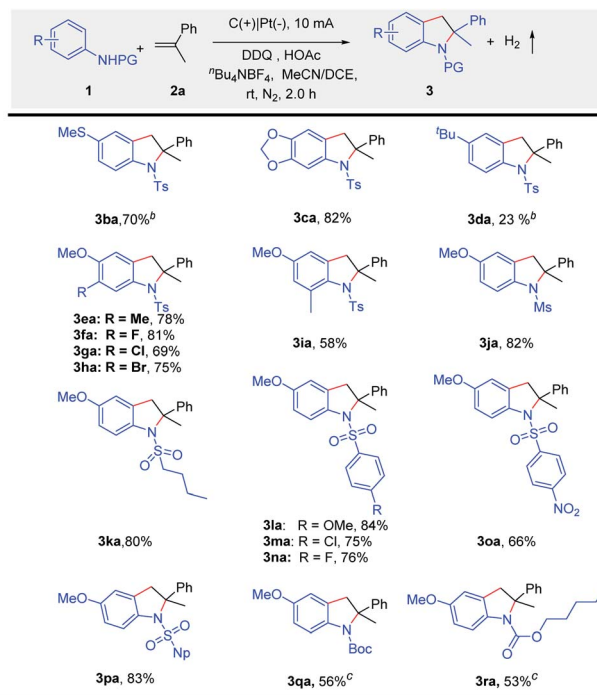 R
NHPG
1
+
Ph
Me
2a
C(+)|Pt(-), 10 mA
DDQ , HOAc
ⁿBu₄NBF₄, MeCN/DCE,
rt, N₂, 2.0 h
R
Ph
N
PG
3
+ H₂
MeS
Ph
N
Ts
3ba,70%ᵇ
O
O
Ph
N
Ts
3ca, 82%
ᵗBu
Ph
N
Ts
3da, 23 %ᵇ
MeO
R
Ph
N
Ts
3ea: R = Me, 78%
3fa: R = F, 81%
3ga: R = Cl, 69%
3ha: R = Br, 75%
MeO
Ph
N
Ts
3ia, 58%
MeO
Ph
N
Ms
3ja, 82%
MeO
Ph
N
O S O
3ka,80%
MeO
Ph
N
O S O
R
3la: R = OMe, 84%
3ma: R = Cl, 75%
3na: R = F, 76%
MeO
Ph
N
O S O
NO₂
3oa, 66%
MeO
Ph
N
S O
O
Np
3pa, 83%
MeO
Ph
N
Boc
3qa, 56%ᶜ
MeO
Ph
N
O O
3ra, 53%ᶜ